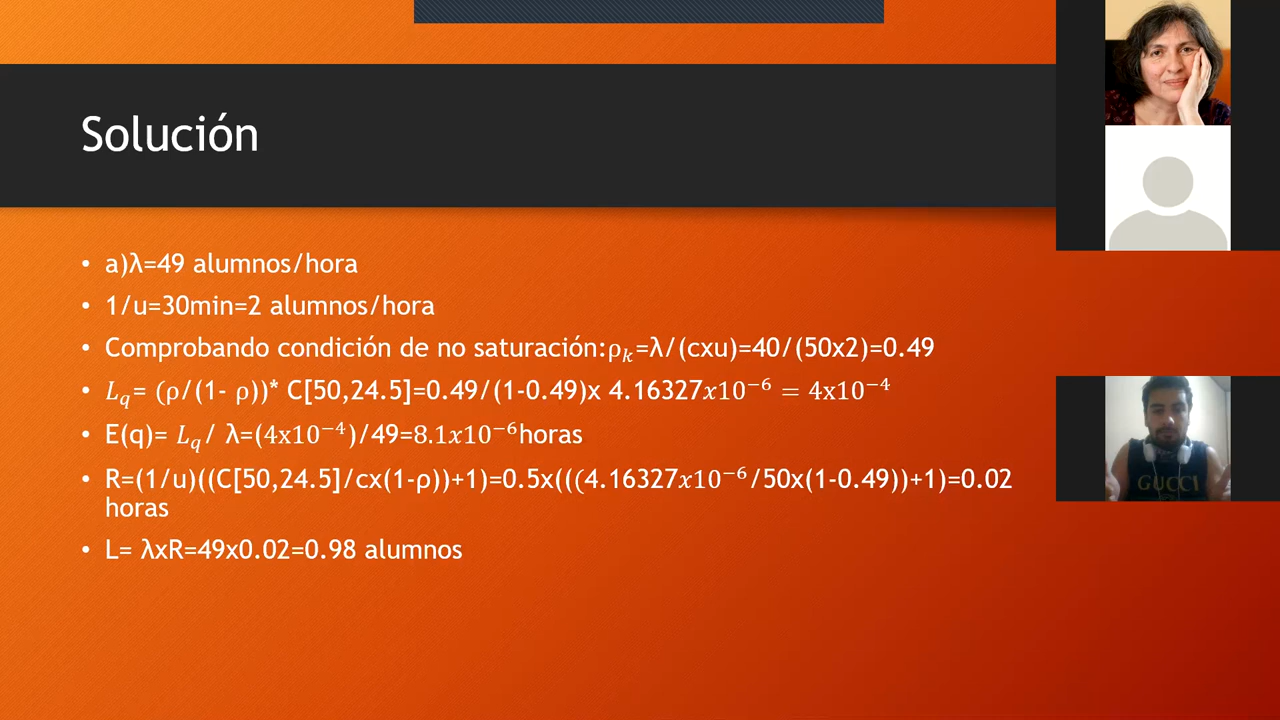 Solución
• a)λ=49 alumnos/hora
• 1/u=30min=2 alumnos/hora
• Comprobando condición de no saturación:ρₖ=λ/(cxu)=40/(50x2)=0.49
• L_q= (ρ/(1- ρ))* C[50,24.5]=0.49/(1-0.49)x 4.16327x10⁻⁶ = 4x10⁻⁴
• E(q)= L_q/ λ=(4x10⁻⁴)/49=8.1x10⁻⁶horas
• R=(1/u)((C[50,24.5]/cx(1-ρ))+1)=0.5x(((4.16327x10⁻⁶/50x(1-0.49))+1)=0.02
horas
• L= λxR=49x0.02=0.98 alumnos
GUCCI